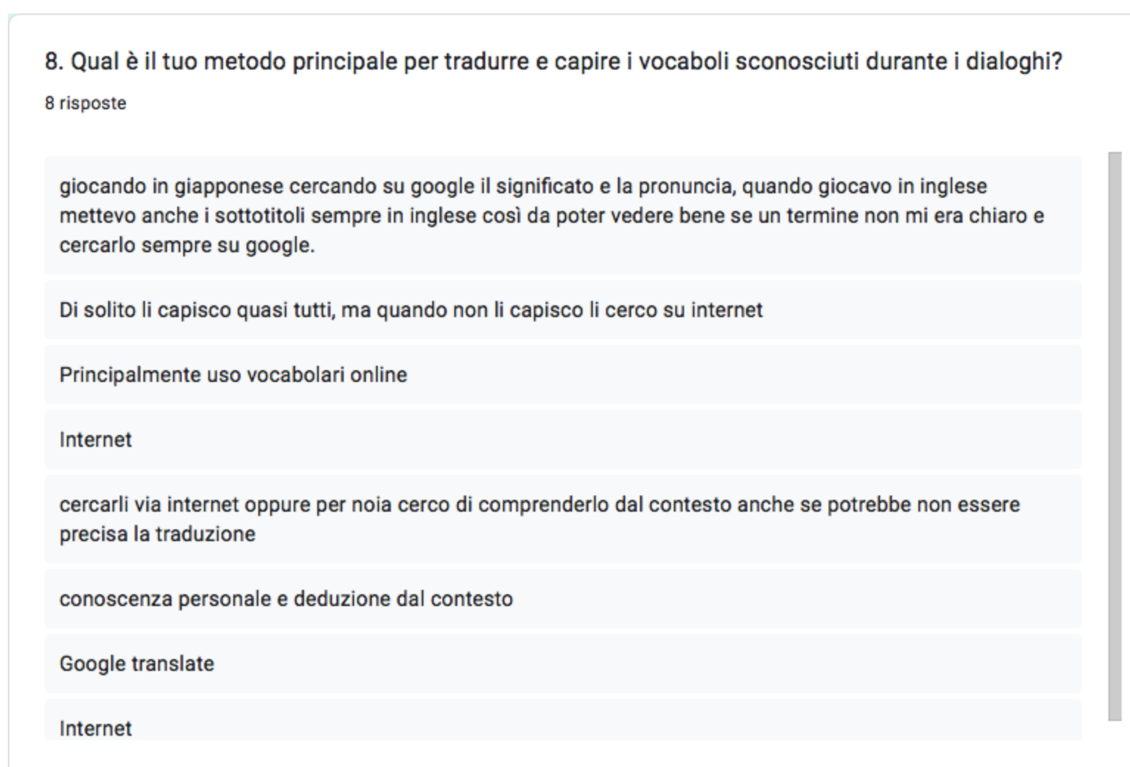 8. Qual è il tuo metodo principale per tradurre e capire i vocaboli sconosciuti durante i dialoghi?
8 risposte
giocando in giapponese cercando su google il significato e la pronuncia, quando giocavo in inglese
mettevo anche i sottotitoli sempre in inglese così da poter vedere bene se un termine non mi era chiaro e
cercarlo sempre su google.
Di solito li capisco quasi tutti, ma quando non li capisco li cerco su internet
Principalmente uso vocabolari online
Internet
cercarli via internet oppure per noia cerco di comprenderlo dal contesto anche se potrebbe non essere
precisa la traduzione
conoscenza personale e deduzione dal contesto
Google translate
Internet